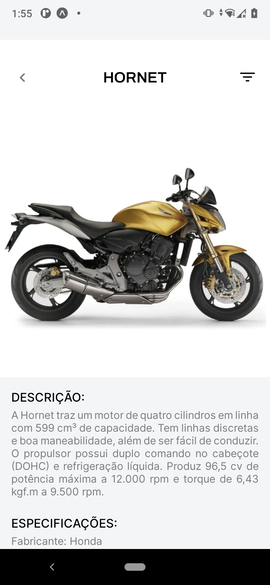 1:55
HORNET
DESCRIÇÃO:
A Hornet traz um motor de quatro cilindros em linha
com 599 cm³ de capacidade. Tem linhas discretas
e boa maneabilidade, além de ser fácil de conduzir.
O propulsor possui duplo comando no cabeçote
(DOHC) e refrigeração líquida. Produz 96,5 cv de
potência máxima a 12.000 rpm e torque de 6,43
kgf.m a 9.500 rpm.
ESPECIFICAÇÕES:
Fabricante: Honda